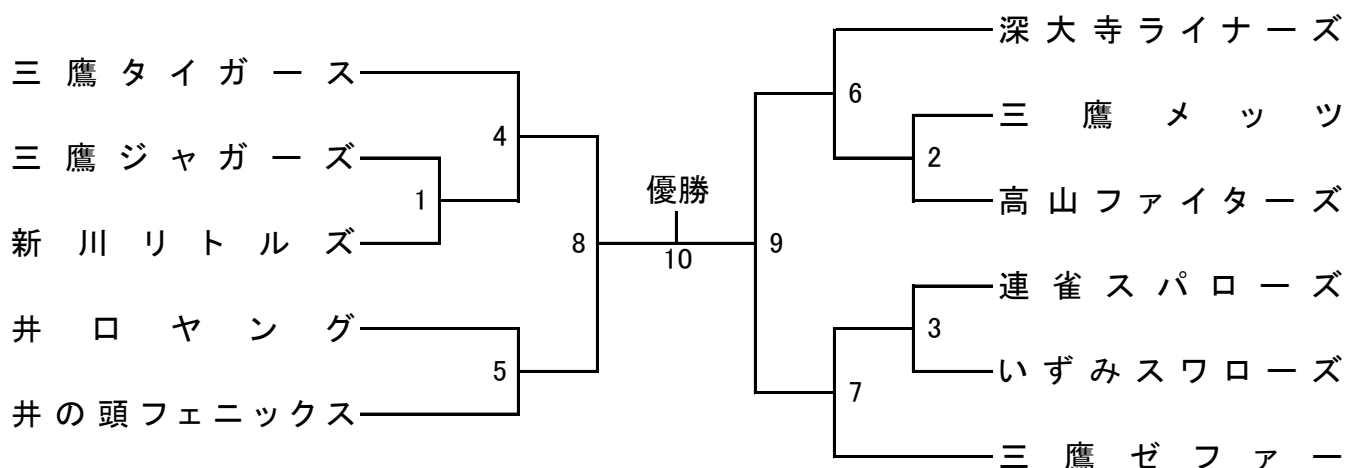 三鷹タイガース
三鷹ジャガーズ
新川リトルズ
井口ヤング
井の頭フェニックス
1
4
5
8
優勝
10
9
6
2
3
7
深大寺ライナーズ
三鷹メッツ
高山ファイターズ
連雀スパローズ
いずみスワローズ
三鷹ゼファー